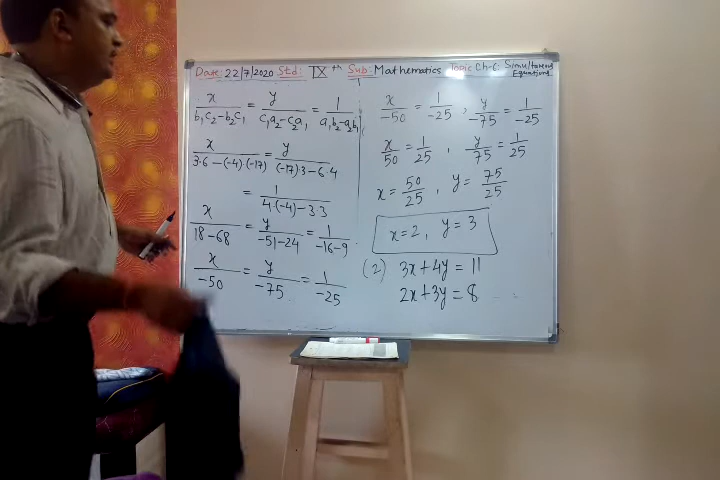 Date: 22/7/2020 Std: IXth Sub: Mathematics Topic Ch-6: Simultaneous Equations
x/(b₁c₂-b₂c₁) = y/(c₁a₂-c₂a₁) = 1/(a₁b₂-a₂b₁)
x/(3·6-(-4)·(-17)) = y/((-17)·3-6·4)
= 1/(4·(-4)-3·3)
x/(18-68) = y/(-51-24) = 1/(-16-9)
x/-50 = y/-75 = 1/-25
x/-50 = 1/-25 , y/-75 = 1/-25
x/50 = 1/25 , y/75 = 1/25
x = 50/25 , y = 75/25
x=2, y=3
(2) 3x+4y = 11
2x+3y = 8